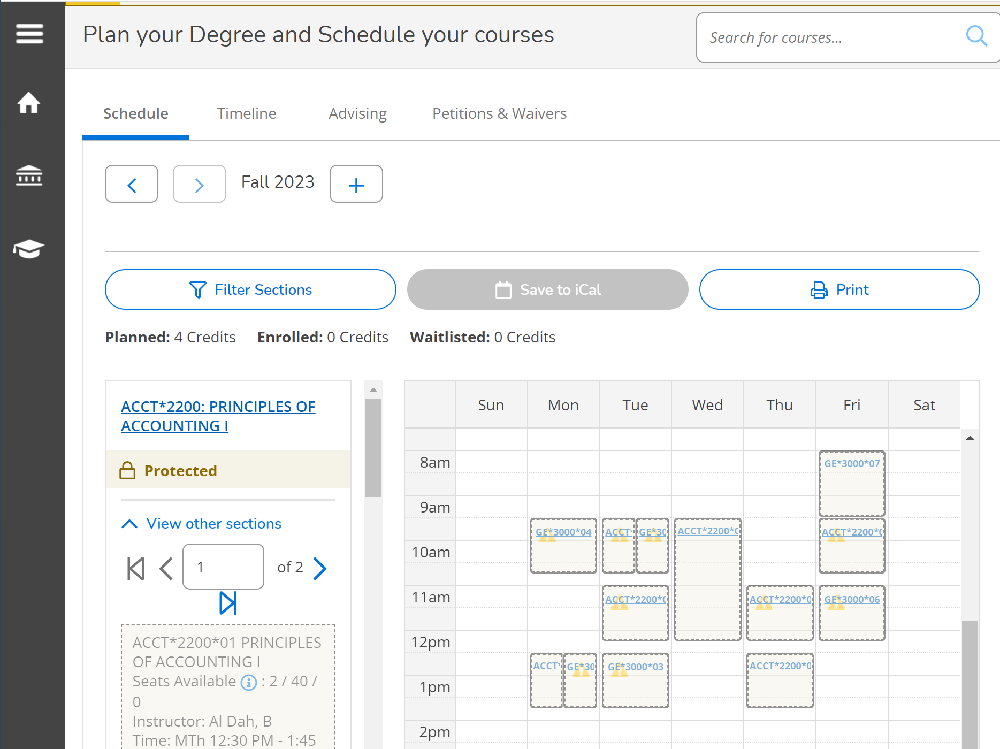 Plan your Degree and Schedule your courses
Search for courses...
Schedule
Timeline
Advising
Petitions & Waivers
Fall 2023
Filter Sections
Save to iCal
Print
Planned: 4 Credits
Enrolled: 0 Credits
Waitlisted: 0 Credits
ACCT*2200: PRINCIPLES OF
ACCOUNTING I
Protected
View other sections
1
of 2
ACCT*2200*01 PRINCIPLES
OF ACCOUNTING I
Seats Available : 2 / 40 /
0
Instructor: Al Dah, B
Time: MTh 12:30 PM - 1:45
Sun
Mon
Tue
Wed
Thu
Fri
Sat
8am
GE*3000*07
9am
GE*3000*04
ACCT*
GE*30
ACCT*2200*0
ACCT*2200*0
10am
11am
ACCT*2200*0
ACCT*2200*0
GE*3000*06
12pm
ACCT*
GE*30
GE*3000*03
ACCT*2200*0
1pm
2pm